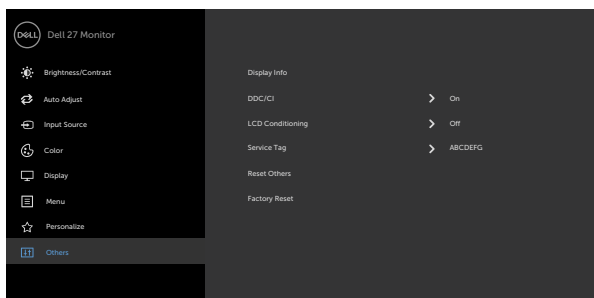 DELL Dell 27 Monitor
Brightness/Contrast
Auto Adjust
Input Source
Color
Display
Menu
Personalize
Others
Display Info
DDC/CI On
LCD Conditioning Off
Service Tag ABCDEFG
Reset Others
Factory Reset